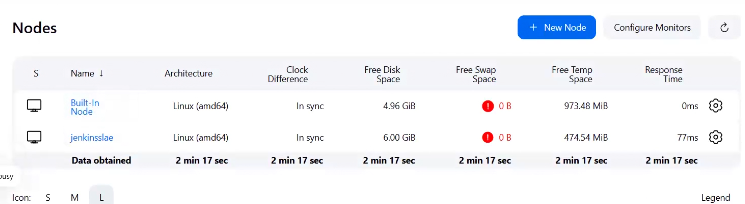 Nodes
+ New Node
Configure Monitors
S Name ↓ Architecture Clock Difference Free Disk Space Free Swap Space Free Temp Space Response Time
Built-In Node Linux (amd64) In sync 4.96 GiB ! 0 B 973.48 MiB 0ms
jenkinsslae Linux (amd64) In sync 6.00 GiB ! 0 B 474.54 MiB 77ms
Data obtained 2 min 17 sec 2 min 17 sec 2 min 17 sec 2 min 17 sec 2 min 17 sec 2 min 17 sec
busy
Icon: S M L Legend